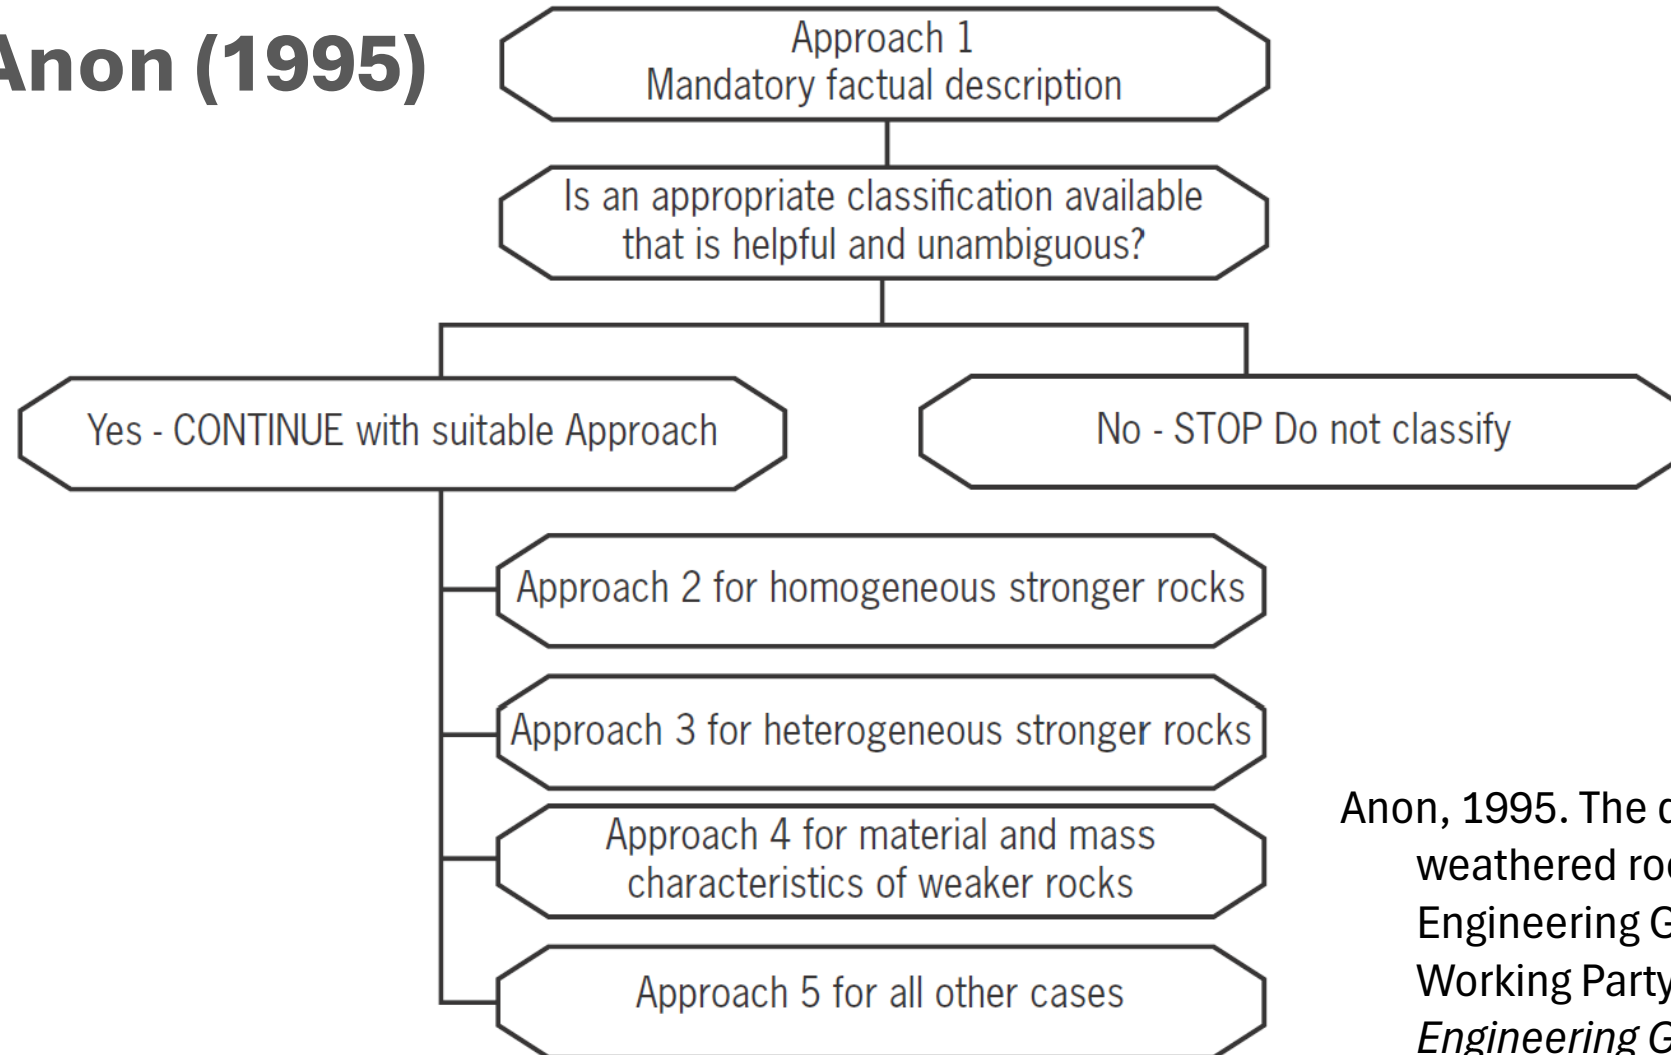 Anon (1995)
Approach 1
Mandatory factual description
Is an appropriate classification available
that is helpful and unambiguous?
Yes - CONTINUE with suitable Approach
No - STOP Do not classify
Approach 2 for homogeneous stronger rocks
Approach 3 for heterogeneous stronger rocks
Approach 4 for material and mass
characteristics of weaker rocks
Approach 5 for all other cases
Anon, 1995. The
weathered
Engineering
Working Party
Engineering